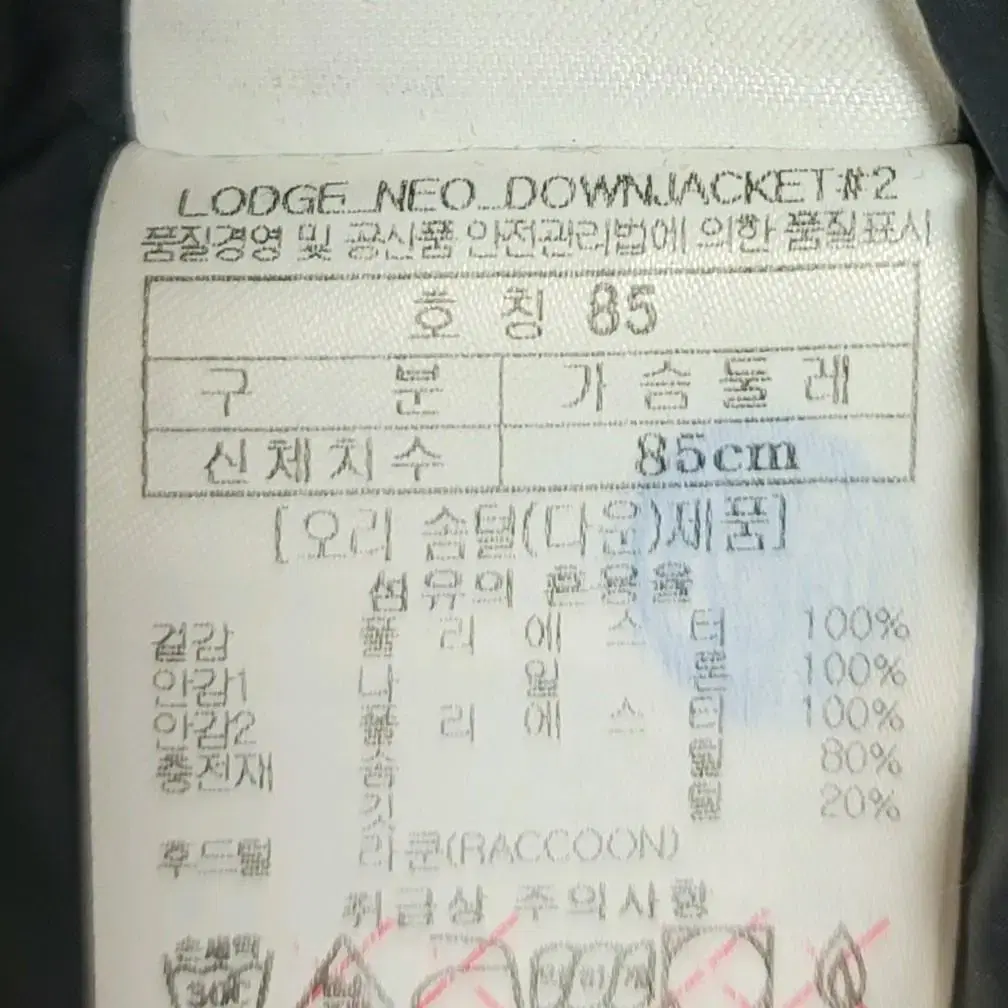 LODGE_NEO_DOWNJACKET#2
품질경영 및 공산품 안전관리법에 의한 품질표시
호 칭 85
구 분 가슴둘레
신체치수 85cm
[오리 솜털(다운)제품]
섬유의 혼용율
겉감 폴리에스터 100%
안감1 나일론 100%
안감2 폴리에스터 100%
충전재 솜털 80%
깃털 20%
후드털 라쿤(RACCOON)
취급상 주의사항